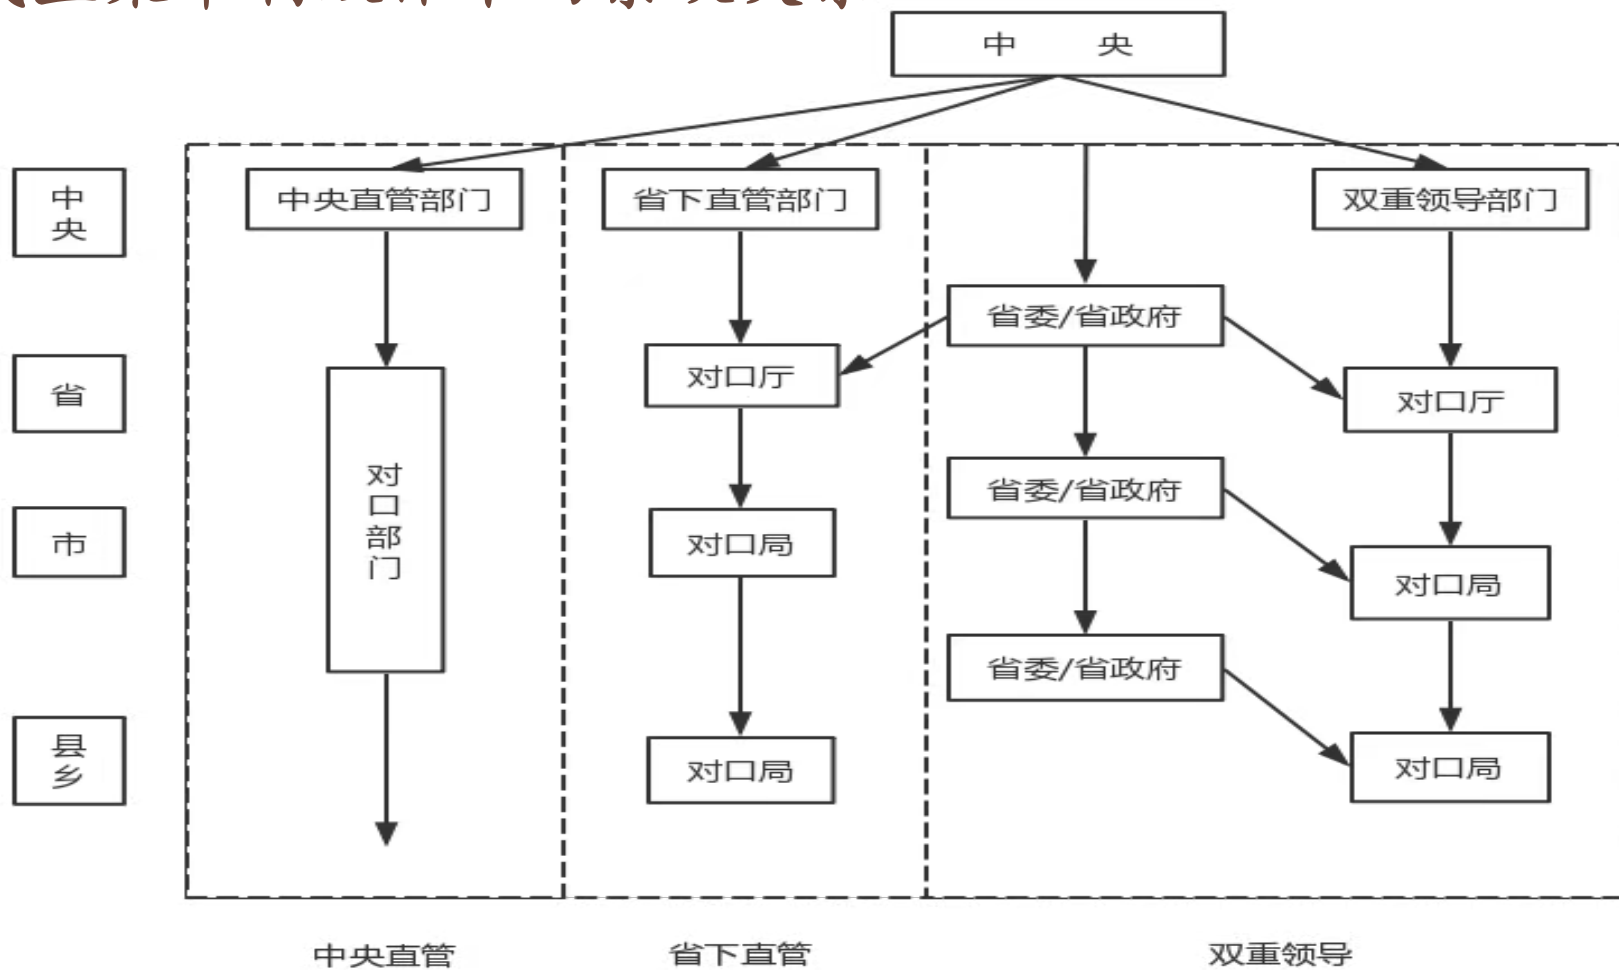 中 央
中央
中央直管部门
省下直管部门
双重领导部门
省委/省政府
省
对口厅
对口厅
对口部门
省委/省政府
市
对口局
对口局
省委/省政府
县乡
对口局
对口局
中央直管
省下直管
双重领导